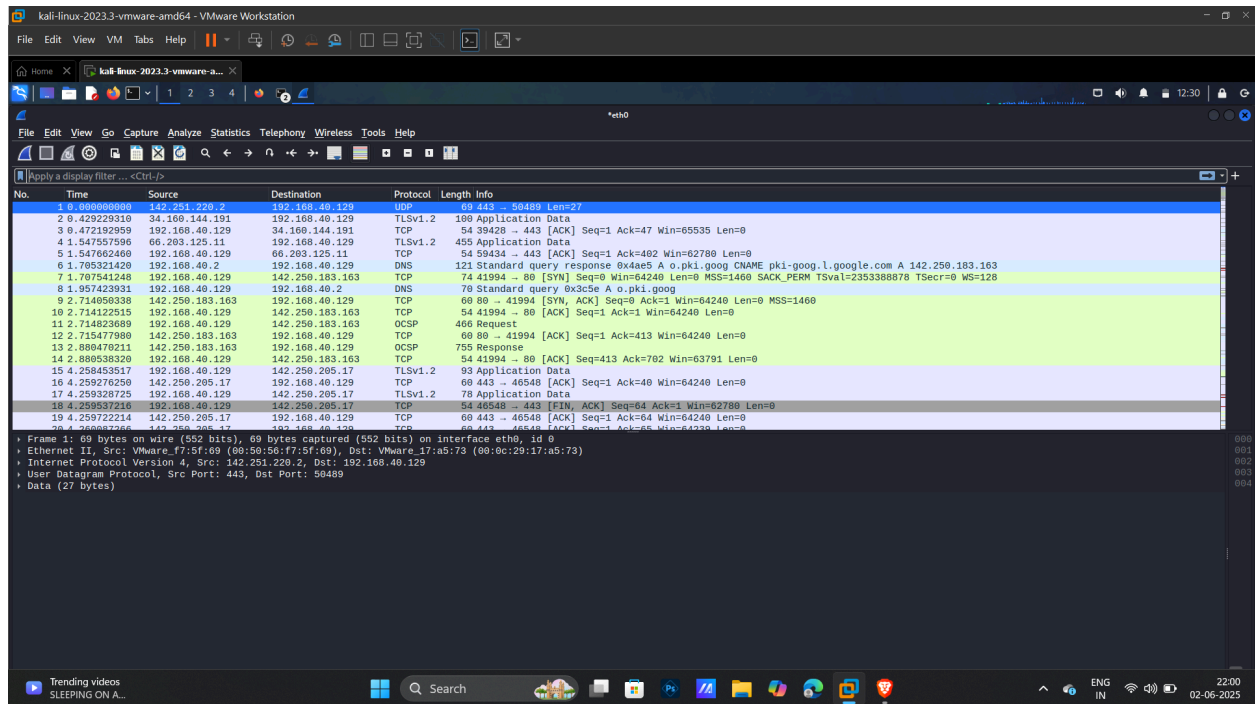 kali-linux-2023.3-vmware-amd64 - VMware Workstation
File Edit View VM Tabs Help
Home kali-linux-2023.3-vmware-a...
1 2 3 4 12:30
*eth0
File Edit View Go Capture Analyze Statistics Telephony Wireless Tools Help
Apply a display filter ... <Ctrl-/>
No. Time Source Destination Protocol Length Info
1 0.000000000 142.251.220.2 192.168.40.129 UDP 69 443 → 50489 Len=27
2 0.429229310 34.160.144.191 192.168.40.129 TLSv1.2 100 Application Data
3 0.472192959 192.168.40.129 34.160.144.191 TCP 54 39428 → 443 [ACK] Seq=1 Ack=47 Win=65535 Len=0
4 1.547557596 66.203.125.11 192.168.40.129 TLSv1.2 455 Application Data
5 1.547662460 192.168.40.129 66.203.125.11 TCP 54 59434 → 443 [ACK] Seq=1 Ack=402 Win=62780 Len=0
6 1.705321420 192.168.40.2 192.168.40.129 DNS 121 Standard query response 0x4ae5 A o.pki.goog CNAME pki-goog.l.google.com A 142.250.183.163
7 1.707541248 192.168.40.129 142.250.183.163 TCP 74 41994 → 80 [SYN] Seq=0 Win=64240 Len=0 MSS=1460 SACK_PERM TSval=2353388878 TSecr=0 WS=128
8 1.957423931 192.168.40.129 192.168.40.2 DNS 70 Standard query 0x3c5e A o.pki.goog
9 2.714050338 142.250.183.163 192.168.40.129 TCP 60 80 → 41994 [SYN, ACK] Seq=0 Ack=1 Win=64240 Len=0 MSS=1460
10 2.714122515 192.168.40.129 142.250.183.163 TCP 54 41994 → 80 [ACK] Seq=1 Ack=1 Win=64240 Len=0
11 2.714823689 192.168.40.129 142.250.183.163 OCSP 466 Request
12 2.715477980 142.250.183.163 192.168.40.129 TCP 60 80 → 41994 [ACK] Seq=1 Ack=413 Win=64240 Len=0
13 2.880470211 142.250.183.163 192.168.40.129 OCSP 755 Response
14 2.880538320 192.168.40.129 142.250.183.163 TCP 54 41994 → 80 [ACK] Seq=413 Ack=702 Win=63791 Len=0
15 4.258453517 192.168.40.129 142.250.205.17 TLSv1.2 93 Application Data
16 4.259276250 142.250.205.17 192.168.40.129 TCP 60 443 → 46548 [ACK] Seq=1 Ack=40 Win=64240 Len=0
17 4.259328725 192.168.40.129 142.250.205.17 TLSv1.2 78 Application Data
18 4.259537216 192.168.40.129 142.250.205.17 TCP 54 46548 → 443 [FIN, ACK] Seq=64 Ack=1 Win=62780 Len=0
19 4.259722214 142.250.205.17 192.168.40.129 TCP 60 443 → 46548 [ACK] Seq=1 Ack=64 Win=64240 Len=0
20 4.260087266 142.250.205.17 192.168.40.129 TCP 60 443 → 46548 [ACK] Seq=1 Ack=65 Win=64239 Len=0
Frame 1: 69 bytes on wire (552 bits), 69 bytes captured (552 bits) on interface eth0, id 0
Ethernet II, Src: VMware_f7:5f:69 (00:50:56:f7:5f:69), Dst: VMware_17:a5:73 (00:0c:29:17:a5:73)
Internet Protocol Version 4, Src: 142.251.220.2, Dst: 192.168.40.129
User Datagram Protocol, Src Port: 443, Dst Port: 50489
Data (27 bytes)
000
001
002
003
004
Trending videos
SLEEPING ON A...
Search
ENG
IN
22:00
02-06-2025